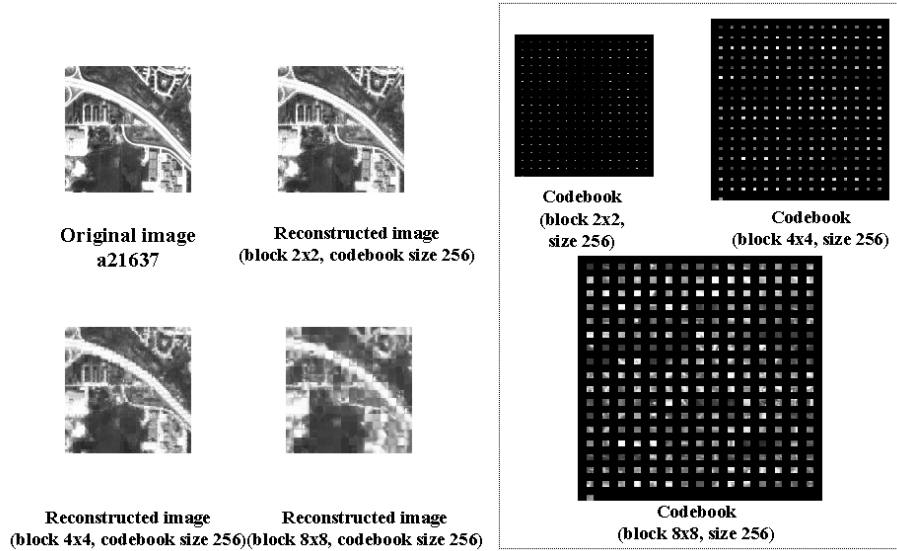 Original image
a21637
Reconstructed image
(block 2x2, codebook size 256)
Reconstructed image
(block 4x4, codebook size 256)
Reconstructed image
(block 8x8, codebook size 256)
Codebook
(block 2x2,
size 256)
Codebook
(block 4x4, size 256)
Codebook
(block 8x8, size 256)